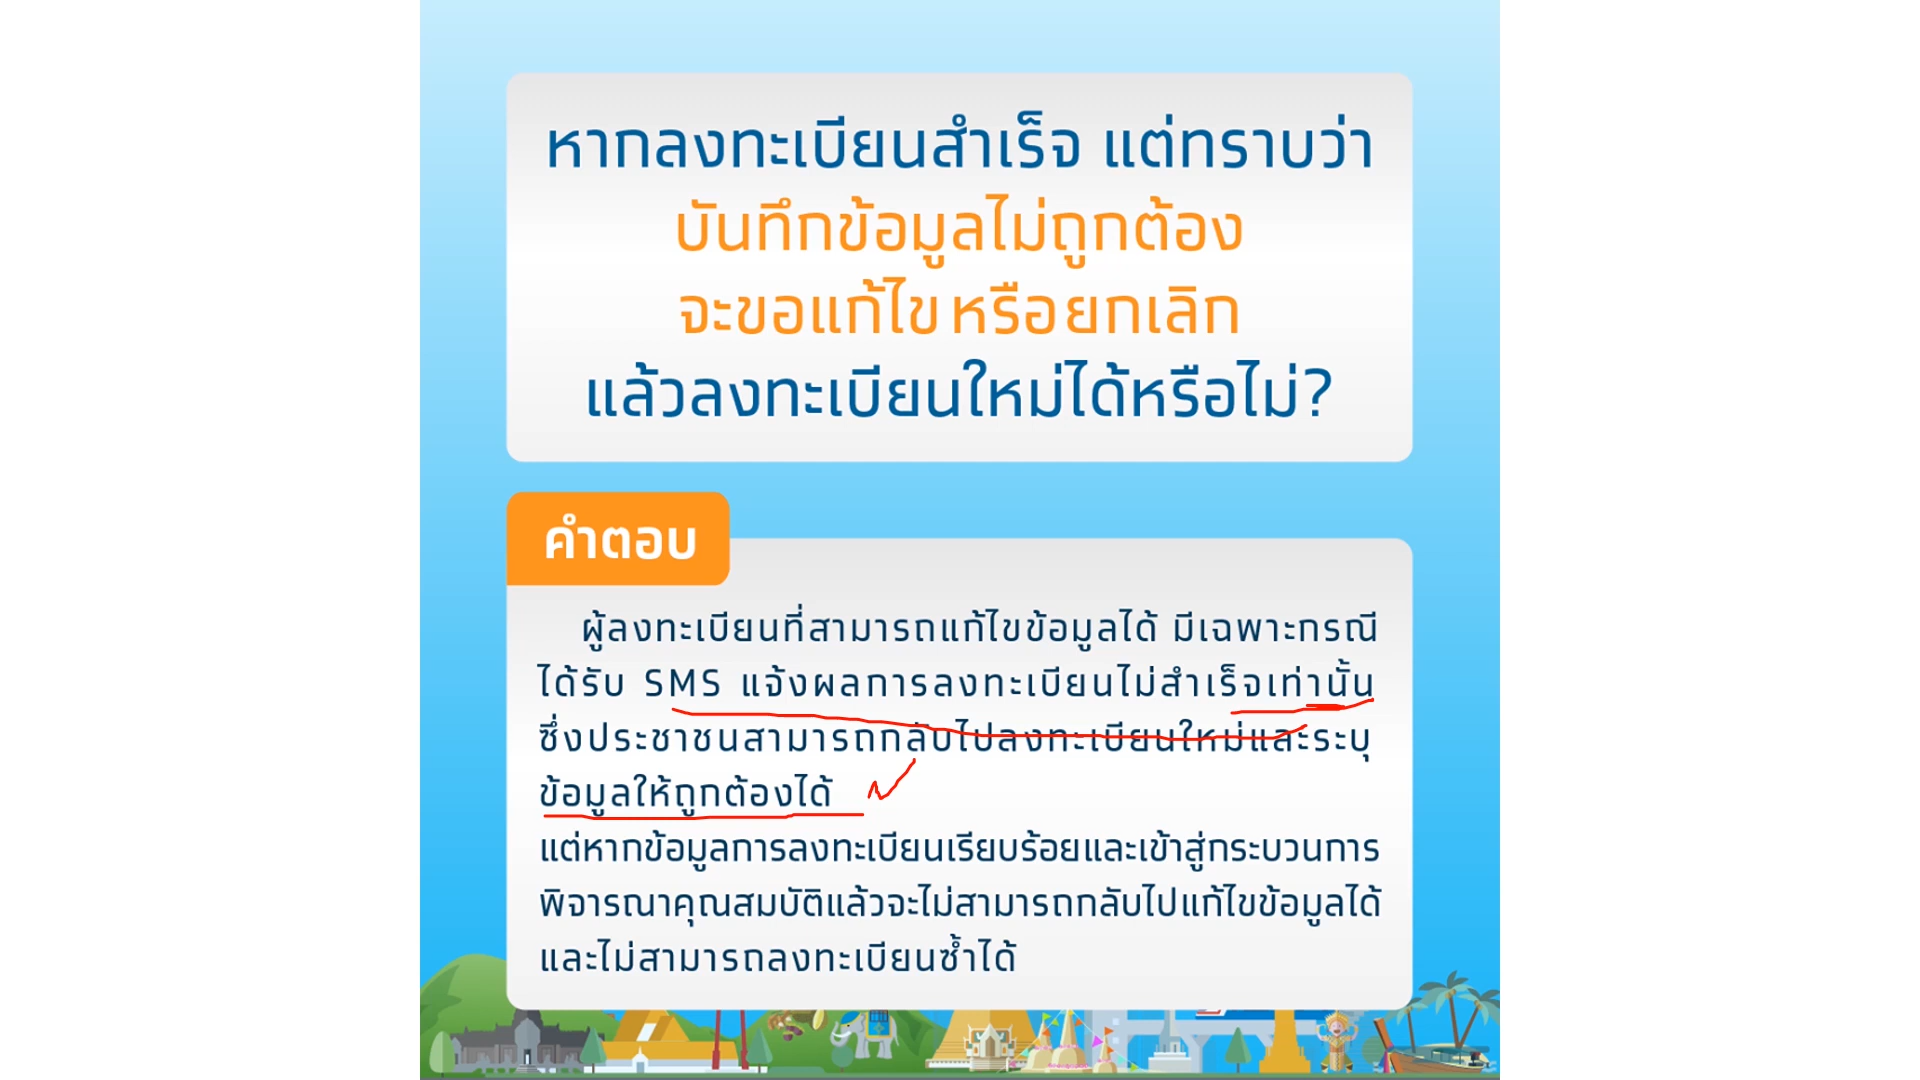 หากลงทะเบียนสำเร็จ แต่ทราบว่า
บันทึกข้อมูลไม่ถูกต้อง
จะขอแก้ไข หรือยกเลิก
แล้วลงทะเบียนใหม่ได้หรือไม่?
คำตอบ
ผู้ลงทะเบียนที่สามารถแก้ไขข้อมูลได้ มีเฉพาะกรณี
ได้รับ SMS แจ้งผลการลงทะเบียนไม่สำเร็จเท่านั้น
ซึ่งประชาชนสามารถกลับไปลงทะเบียนใหม่และระบุ
ข้อมูลให้ถูกต้องได้
แต่หากข้อมูลการลงทะเบียนเรียบร้อยและเข้าสู่กระบวนการ
พิจารณาคุณสมบัติแล้วจะไม่สามารถกลับไปแก้ไขข้อมูลได้
และไม่สามารถลงทะเบียนซ้ำได้